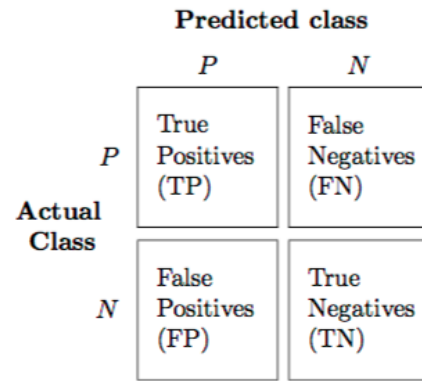 Predicted class
P N
True
Positives
(TP)
False
Negatives
(FN)
P
Actual
Class
N
False
Positives
(FP)
True
Negatives
(TN)